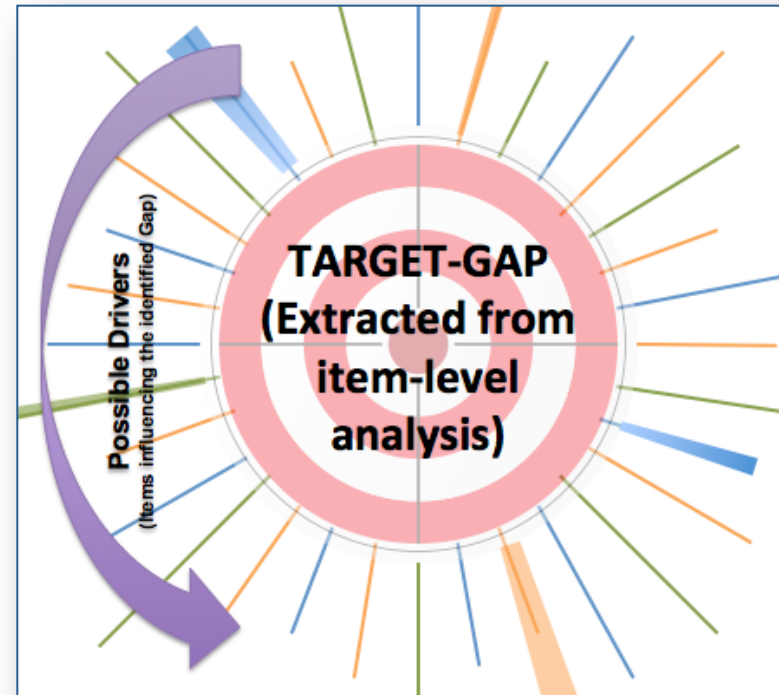 TARGET-GAP
(Extracted from
item-level
analysis)
Possible Drivers
(Items influencing the identified Gap)